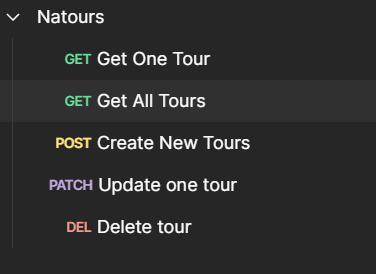 Natours
GET Get One Tour
GET Get All Tours
POST Create New Tours
PATCH Update one tour
DEL Delete tour